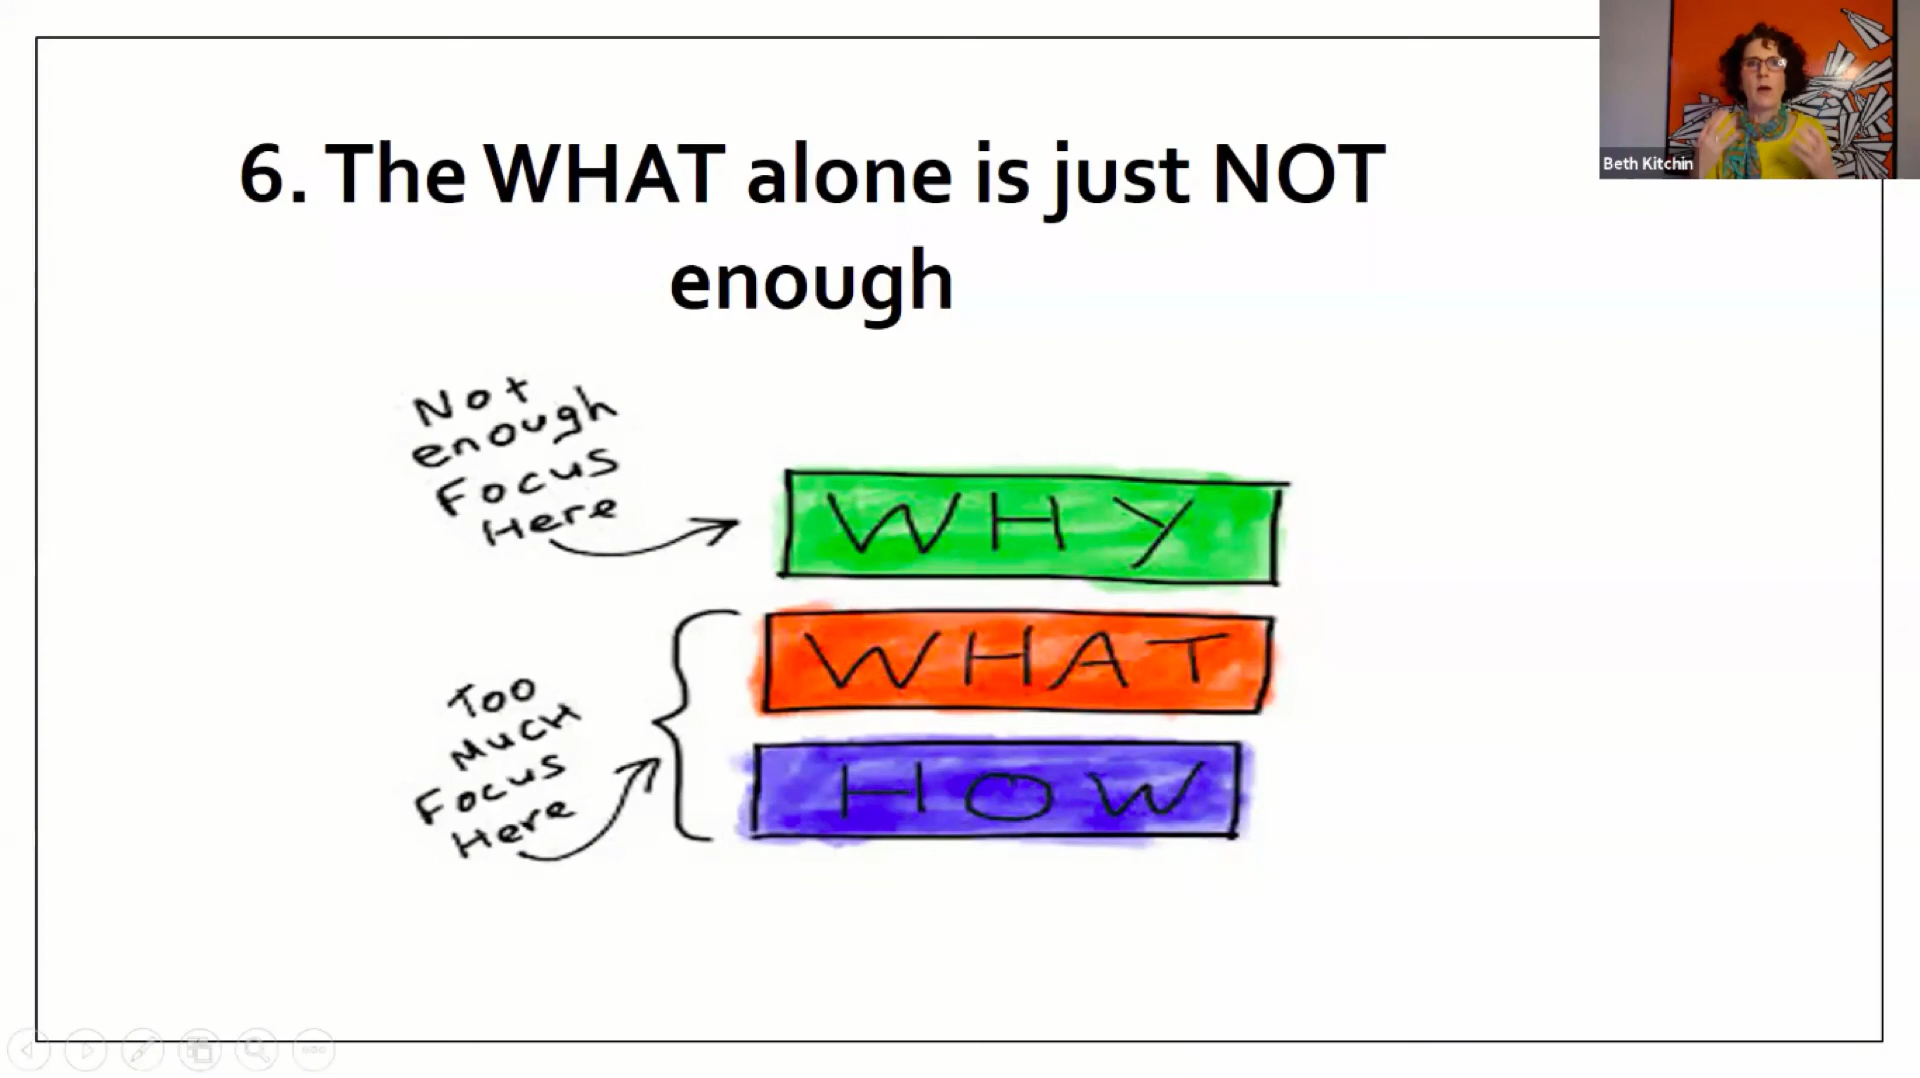 6. The WHAT alone is just NOT
enough
Beth Kitchin
Not
enough
Focus
Here
WHY
WHAT
HOW
Too
Much
Focus
Here